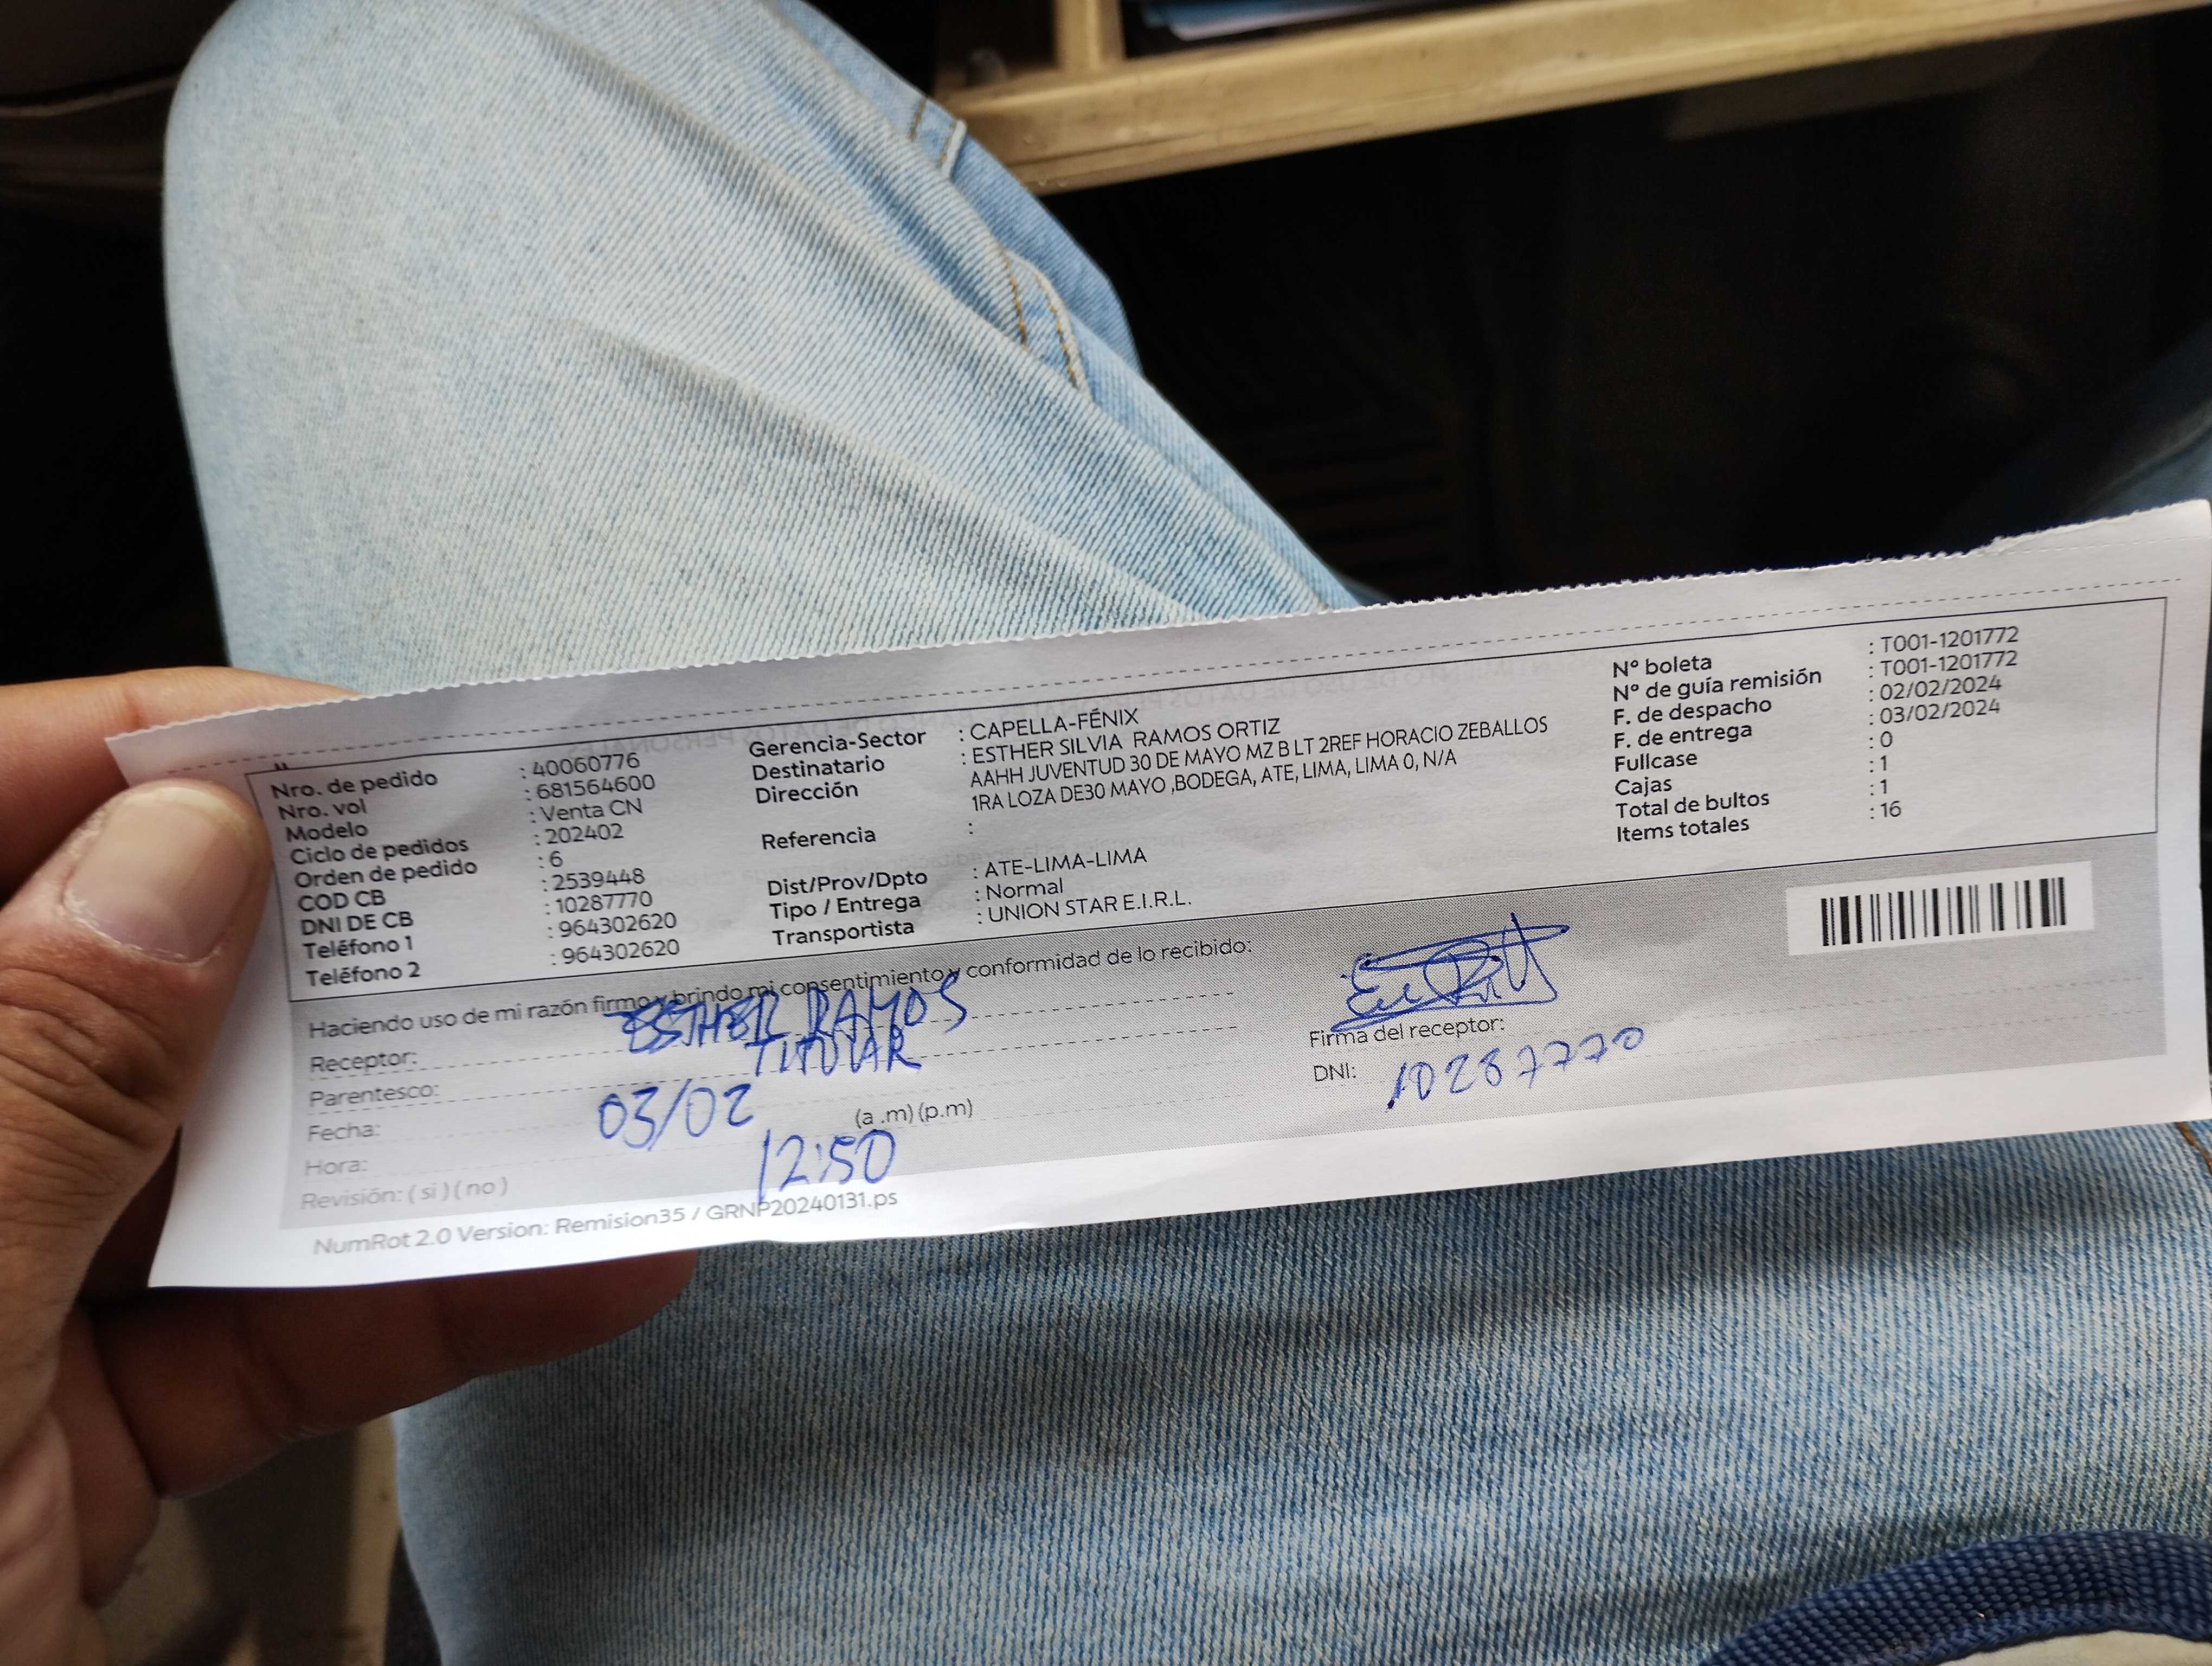 Nro. de pedido : 40060776
Nro. vol : 681564600
Modelo : Venta CN
Ciclo de pedidos : 202402
Orden de pedido : 6
COD CB : 2539448
DNI DE CB : 10287770
Teléfono 1 : 964302620
Teléfono 2 : 964302620
Gerencia-Sector : CAPELLA-FÉNIX
Destinatario : ESTHER SILVIA RAMOS ORTIZ
Dirección AAHH JUVENTUD 30 DE MAYO MZ B LT 2REF HORACIO ZEBALLOS
1RA LOZA DE30 MAYO ,BODEGA, ATE, LIMA, LIMA 0, N/A
Referencia :
Dist/Prov/Dpto : ATE-LIMA-LIMA
Tipo / Entrega : Normal
Transportista : UNION STAR E.I.R.L.
Nº boleta : T001-1201772
Nº de guía remisión : T001-1201772
F. de despacho : 02/02/2024
F. de entrega : 03/02/2024
Fullcase : 0
Cajas : 1
Total de bultos : 1
Items totales : 16
Haciendo uso de mi razón firmo y brindo mi consentimiento y conformidad de lo recibido:
Receptor: ESTHER RAMOS
Parentesco: TITULAR
Fecha: 03/02
Hora: 12:50 (a .m) (p.m)
Revisión: ( si ) ( no )
Firma del receptor:
DNI: 10287770
NumRot 2.0 Version: Remision35 / GRNP20240131.ps